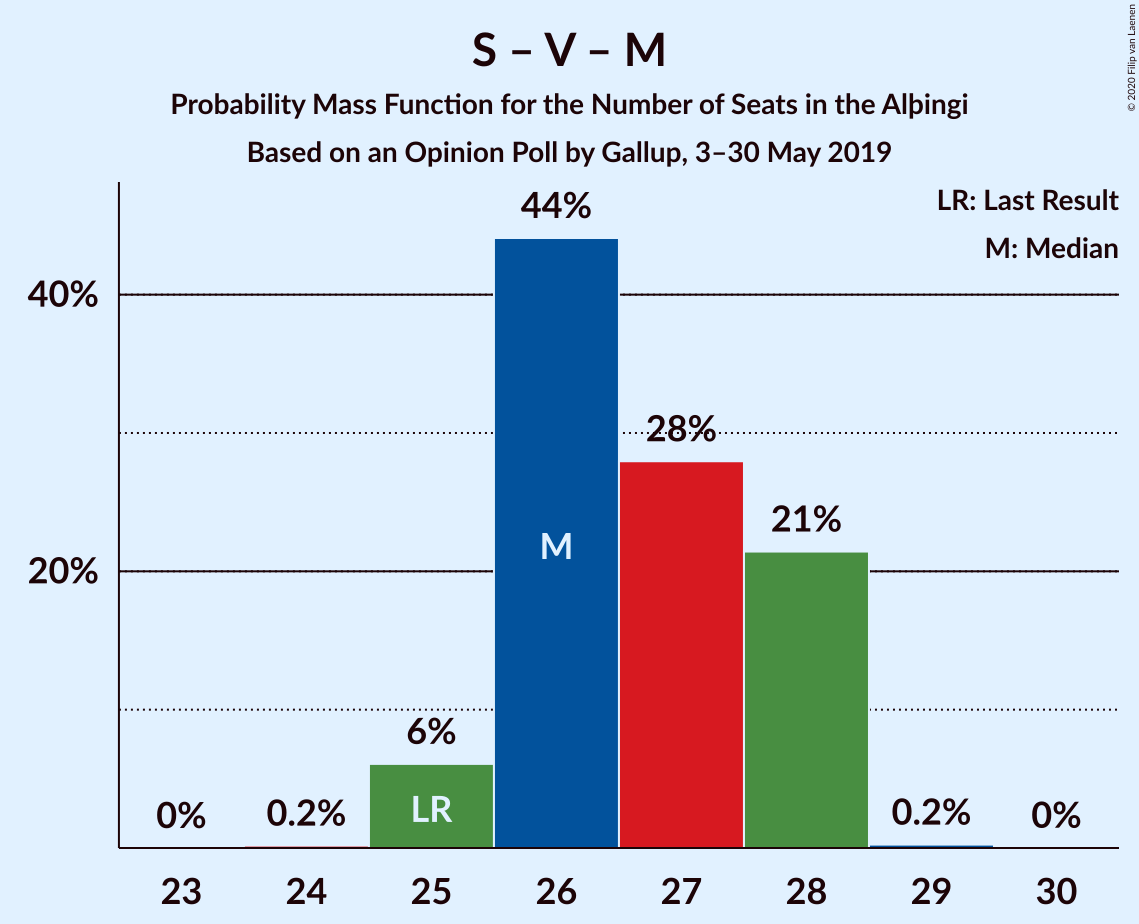 S – V – M
Probability Mass Function for the Number of Seats in the Alþingi
Based on an Opinion Poll by Gallup, 3–30 May 2019
© 2020 Filip van Laenen
LR: Last Result
M: Median
44%
40%
28%
21%
20%
M
6%
LR
0%
0.2%
0.2%
0%
23 24 25 26 27 28 29 30